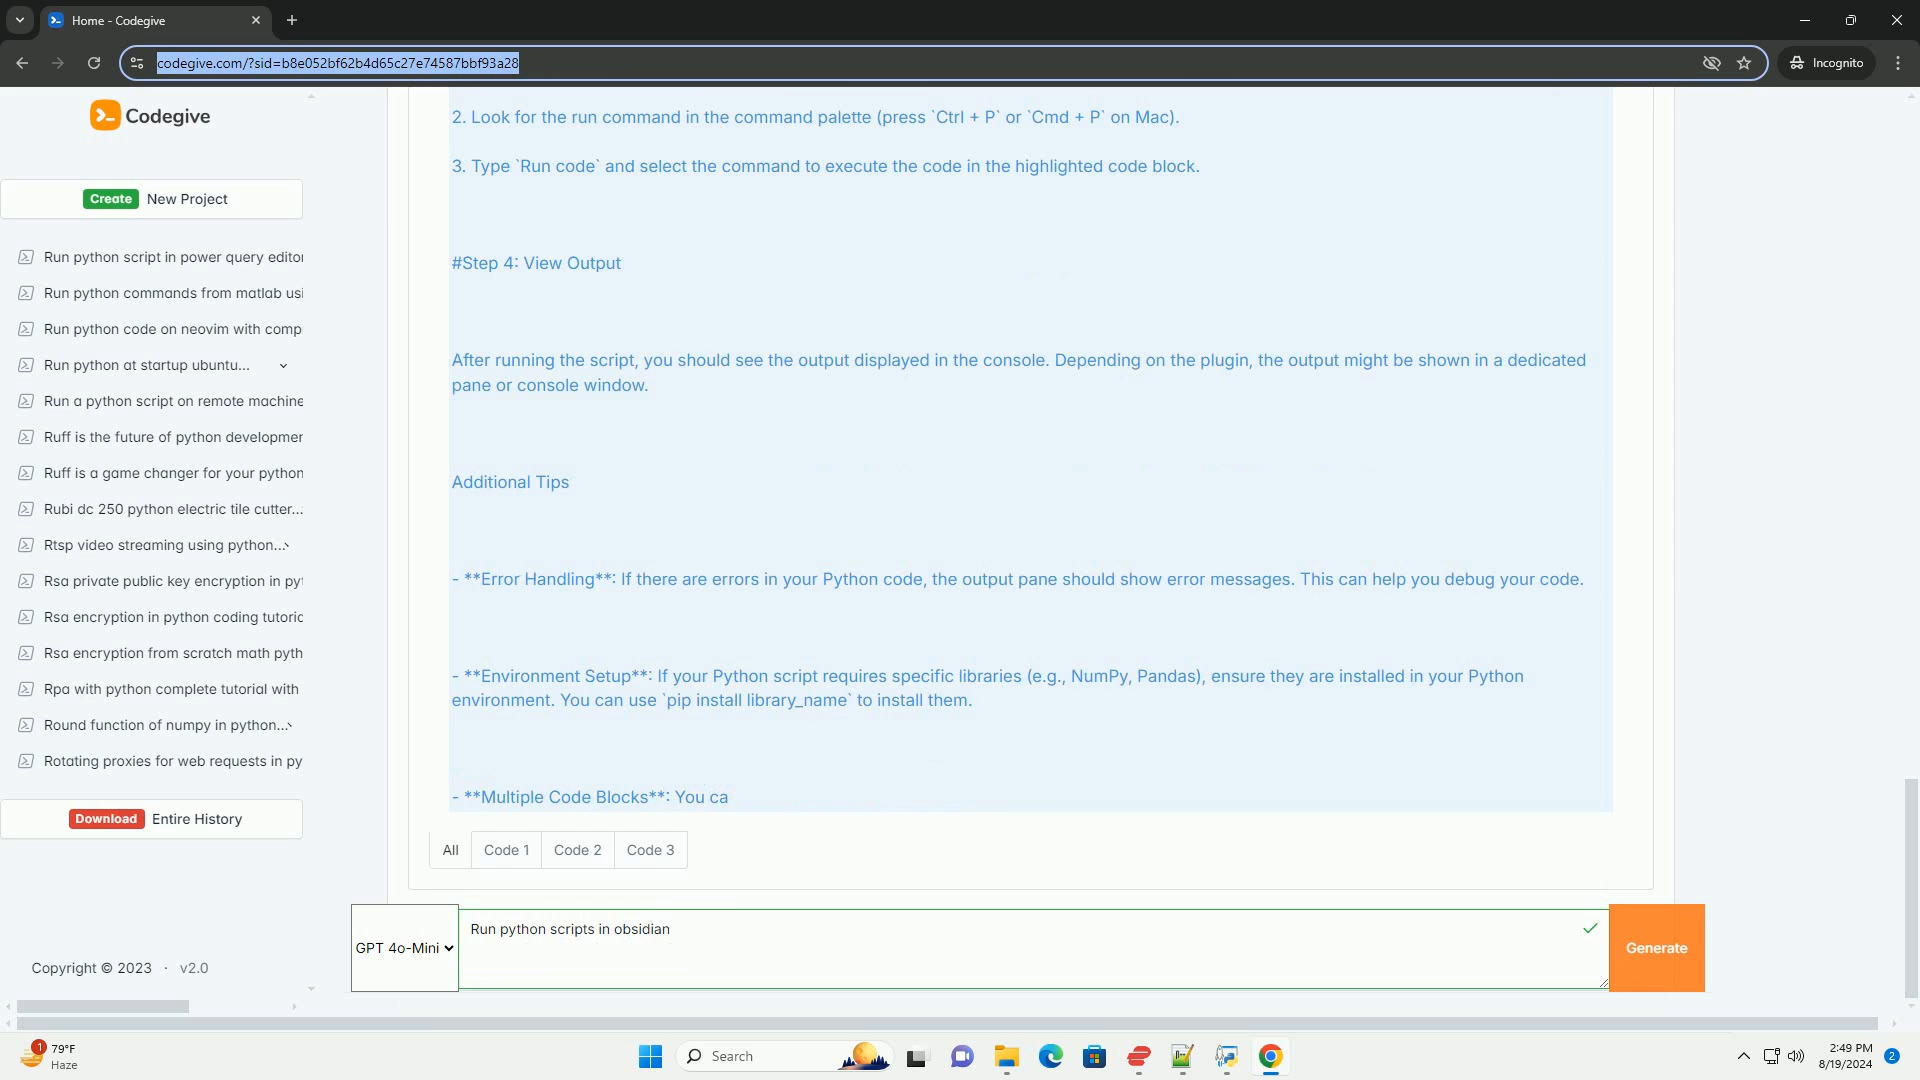 Home - Codegive
codegive.com/?sid=b8e052bf62b4d65c27e74587bbf93a28
Incognito
Codegive
Create New Project
Run python script in power query editor
Run python commands from matlab usi
Run python code on neovim with comp
Run python at startup ubuntu...
Run a python script on remote machine
Ruff is the future of python developmer
Ruff is a game changer for your python
Rubi dc 250 python electric tile cutter...
Rtsp video streaming using python...
Rsa private public key encryption in pyt
Rsa encryption in python coding tutoric
Rsa encryption from scratch math pyth
Rpa with python complete tutorial with
Round function of numpy in python...
Rotating proxies for web requests in py
Download Entire History
Copyright © 2023 · v2.0
2. Look for the run command in the command palette (press `Ctrl + P` or `Cmd + P` on Mac).
3. Type `Run code` and select the command to execute the code in the highlighted code block.
#Step 4: View Output
After running the script, you should see the output displayed in the console. Depending on the plugin, the output might be shown in a dedicated
pane or console window.
Additional Tips
- **Error Handling**: If there are errors in your Python code, the output pane should show error messages. This can help you debug your code.
- **Environment Setup**: If your Python script requires specific libraries (e.g., NumPy, Pandas), ensure they are installed in your Python
environment. You can use `pip install library_name` to install them.
- **Multiple Code Blocks**: You ca
All Code 1 Code 2 Code 3
GPT 4o-Mini
Run python scripts in obsidian
Generate
1
79°F
Haze
Search
2:49 PM
8/19/2024
2